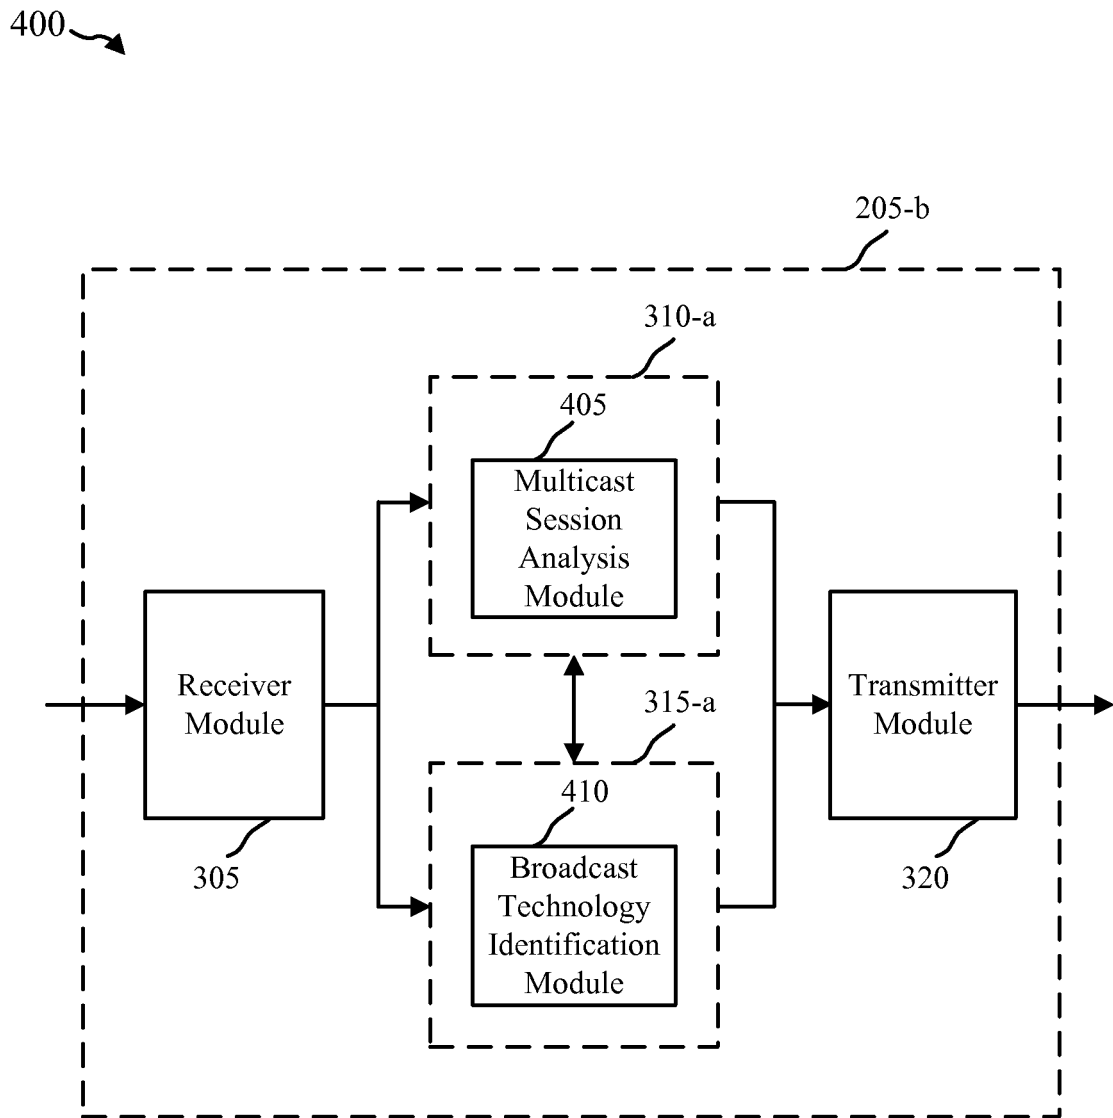 400
205-b
310-a
405
Multicast
Session
Analysis
Module
Receiver
Module
305
315-a
410
Broadcast
Technology
Identification
Module
Transmitter
Module
320